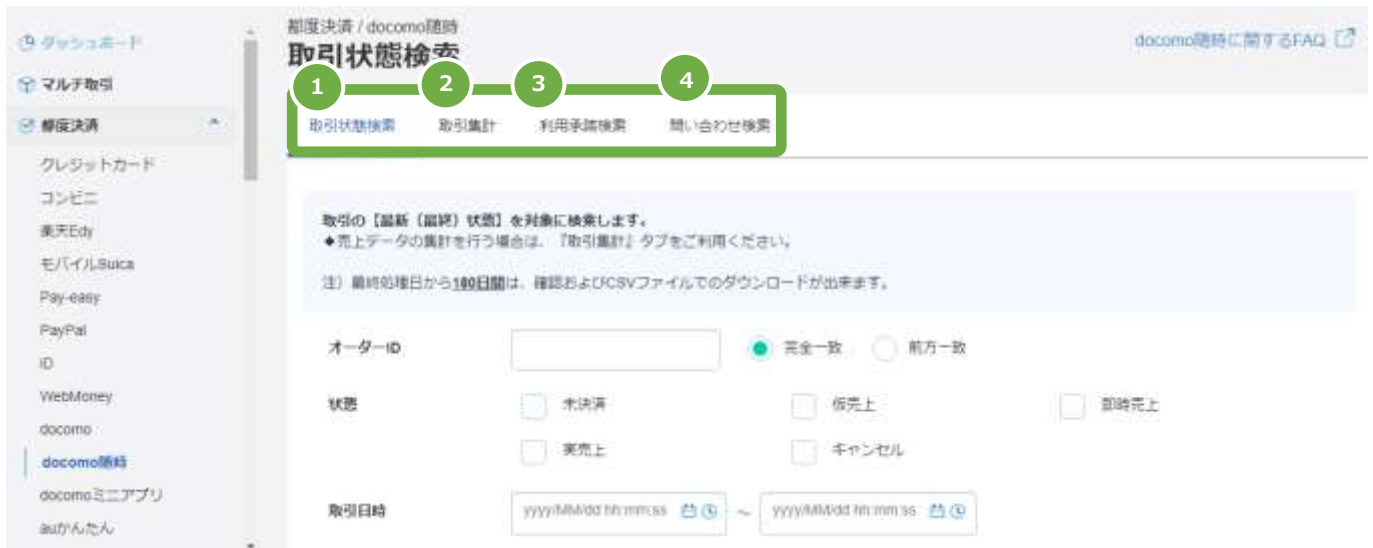 ダッシュボード
マルチ取引
都度決済
クレジットカード
コンビニ
楽天Edy
モバイルSuica
Pay-easy
PayPal
iD
WebMoney
docomo
docomo随時
docomoミニアプリ
auかんたん
都度決済 / docomo随時
docomo随時に関するFAQ
取引状態検索
1
2
3
4
取引状態検索
取引集計
利用承諾検索
問い合わせ検索
取引の【最新（最終）状態】を対象に検索します。
◆売上データの集計を行う場合は、『取引集計』タブをご利用ください。
注）最終処理日から180日間は、確認およびCSVファイルでのダウンロードが出来ます。
オーダーID
完全一致
前方一致
状態
未決済
仮売上
即時売上
実売上
キャンセル
取引日時
yyyy/MM/dd hh:mm:ss
～
yyyy/MM/dd hh:mm:ss